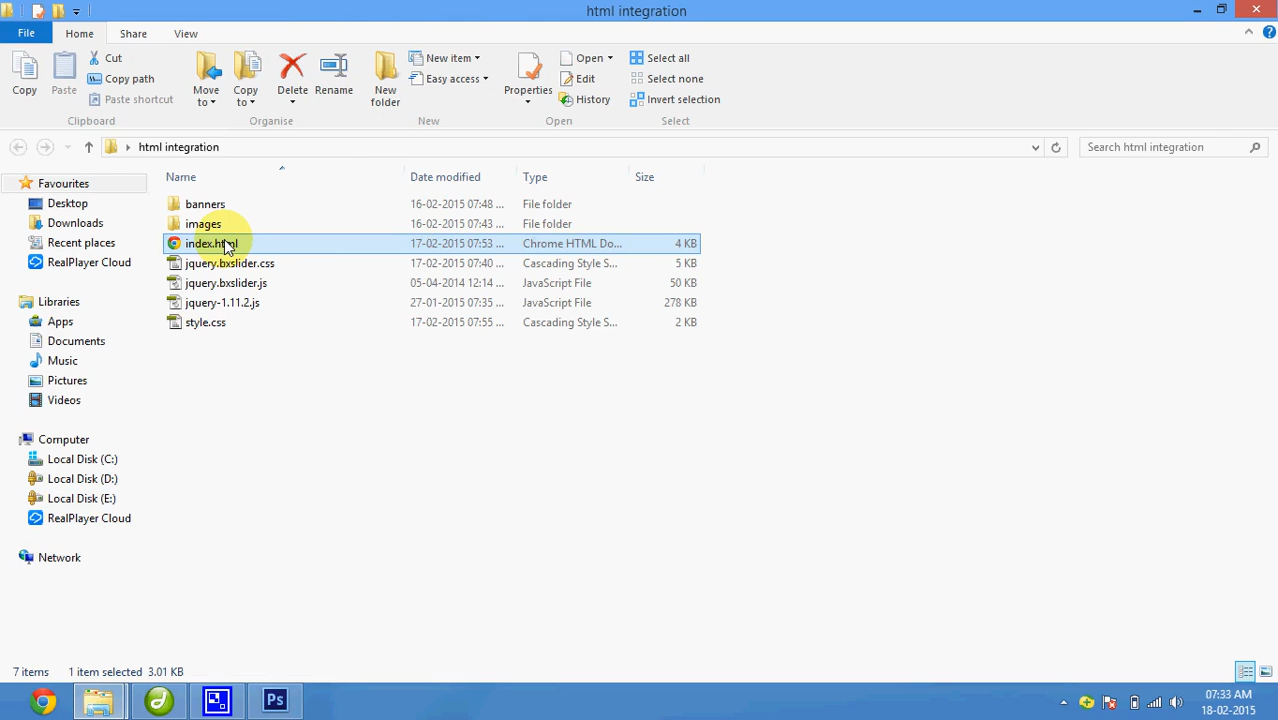 html integration
File Home Share View
Copy
Paste
Cut
Copy path
Paste shortcut
Clipboard
Move to
Copy to
Delete
Rename
Organise
New folder
New item
Easy access
New
Properties
Open
Edit
History
Open
Select all
Select none
Invert selection
Select
html integration
Search html integration
Name Date modified Type Size
banners 16-02-2015 07:48 ... File folder
images 16-02-2015 07:43 ... File folder
index.html 17-02-2015 07:53 ... Chrome HTML Do... 4 KB
jquery.bxslider.css 17-02-2015 07:40 ... Cascading Style S... 5 KB
jquery.bxslider.js 05-04-2014 12:14 ... JavaScript File 50 KB
jquery-1.11.2.js 27-01-2015 07:35 ... JavaScript File 278 KB
style.css 17-02-2015 07:55 ... Cascading Style S... 2 KB
Favourites
Desktop
Downloads
Recent places
RealPlayer Cloud
Libraries
Apps
Documents
Music
Pictures
Videos
Computer
Local Disk (C:)
Local Disk (D:)
Local Disk (E:)
RealPlayer Cloud
Network
7 items 1 item selected 3.01 KB
Ps
07:33 AM
18-02-2015